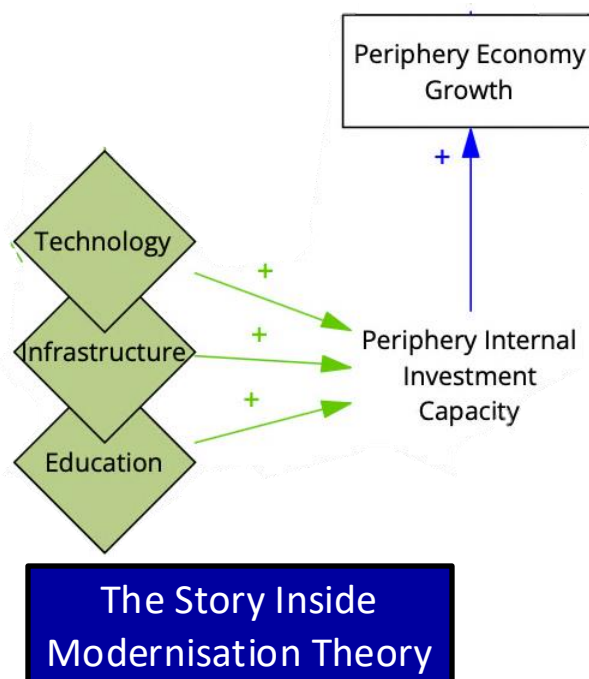 Periphery Economy
Growth
+
Technology
+
Infrastructure
+
Periphery Internal
Investment
Capacity
+
Education
The Story Inside
Modernisation Theory